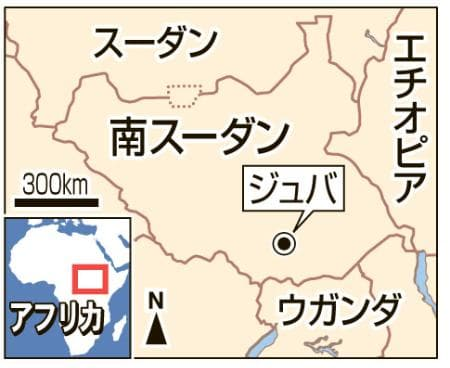 スーダン
エチオピア
南スーダン
300km
ジュバ
アフリカ
N
ウガンダ